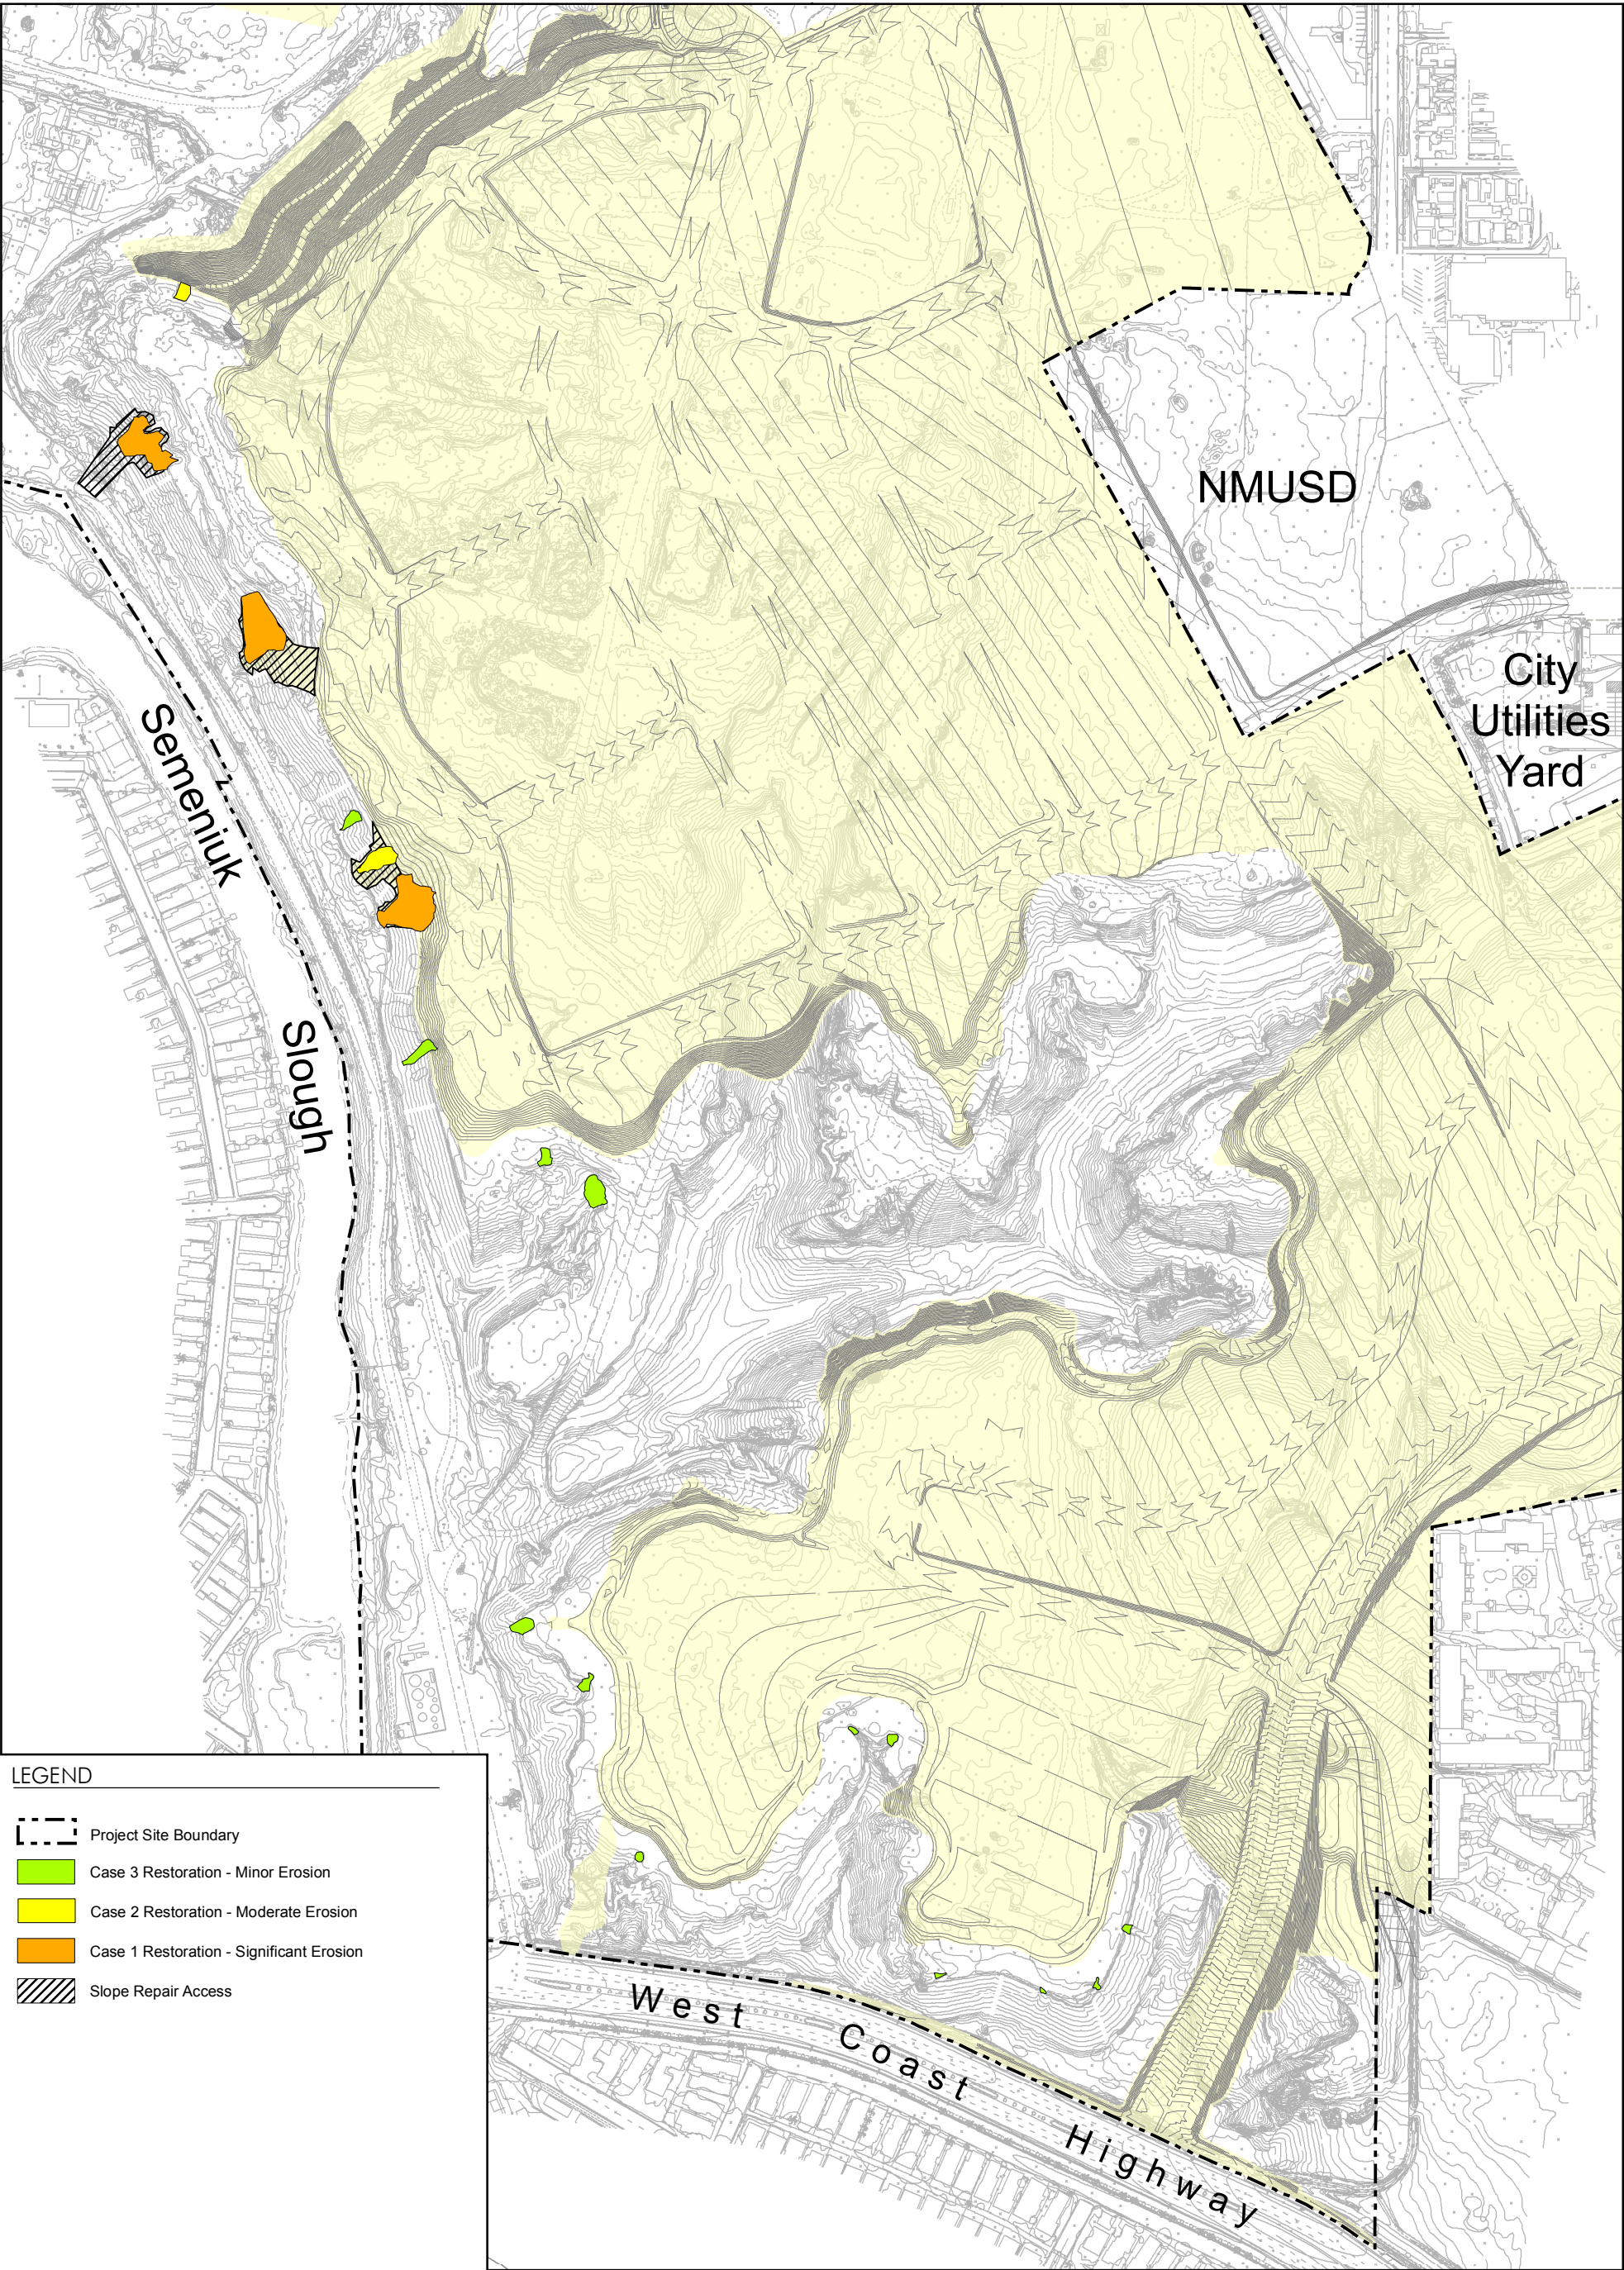 NMUSD
City
Utilities
Yard
Semeniuk
Slough
West Coast Highway
LEGEND
Project Site Boundary
Case 3 Restoration - Minor Erosion
Case 2 Restoration - Moderate Erosion
Case 1 Restoration - Significant Erosion
Slope Repair Access